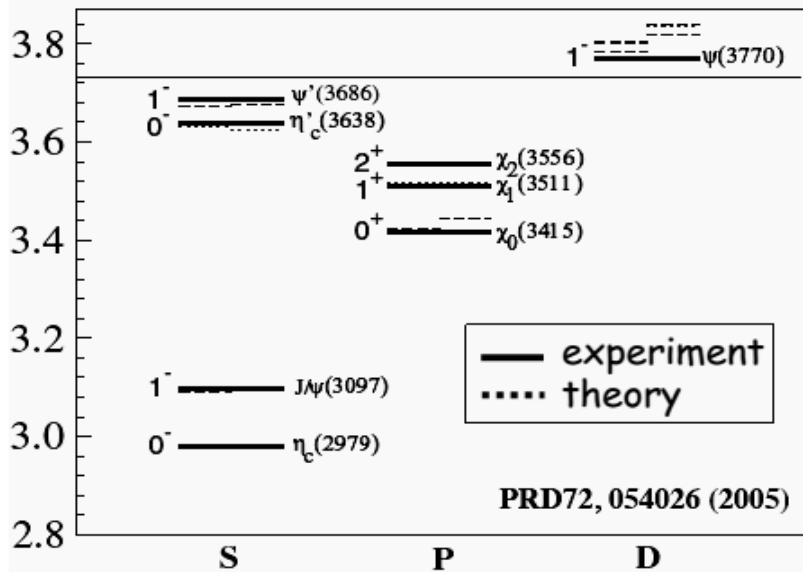 3.8
3.6
3.4
3.2
3.0
2.8
1⁻ ψ(3770)
1⁻ ψ'(3686)
0⁻ η'c(3638)
2⁺ χ2(3556)
1⁺ χ1(3511)
0⁺ χ0(3415)
1⁻ J/ψ(3097)
0⁻ ηc(2979)
experiment
theory
PRD72, 054026 (2005)
S P D